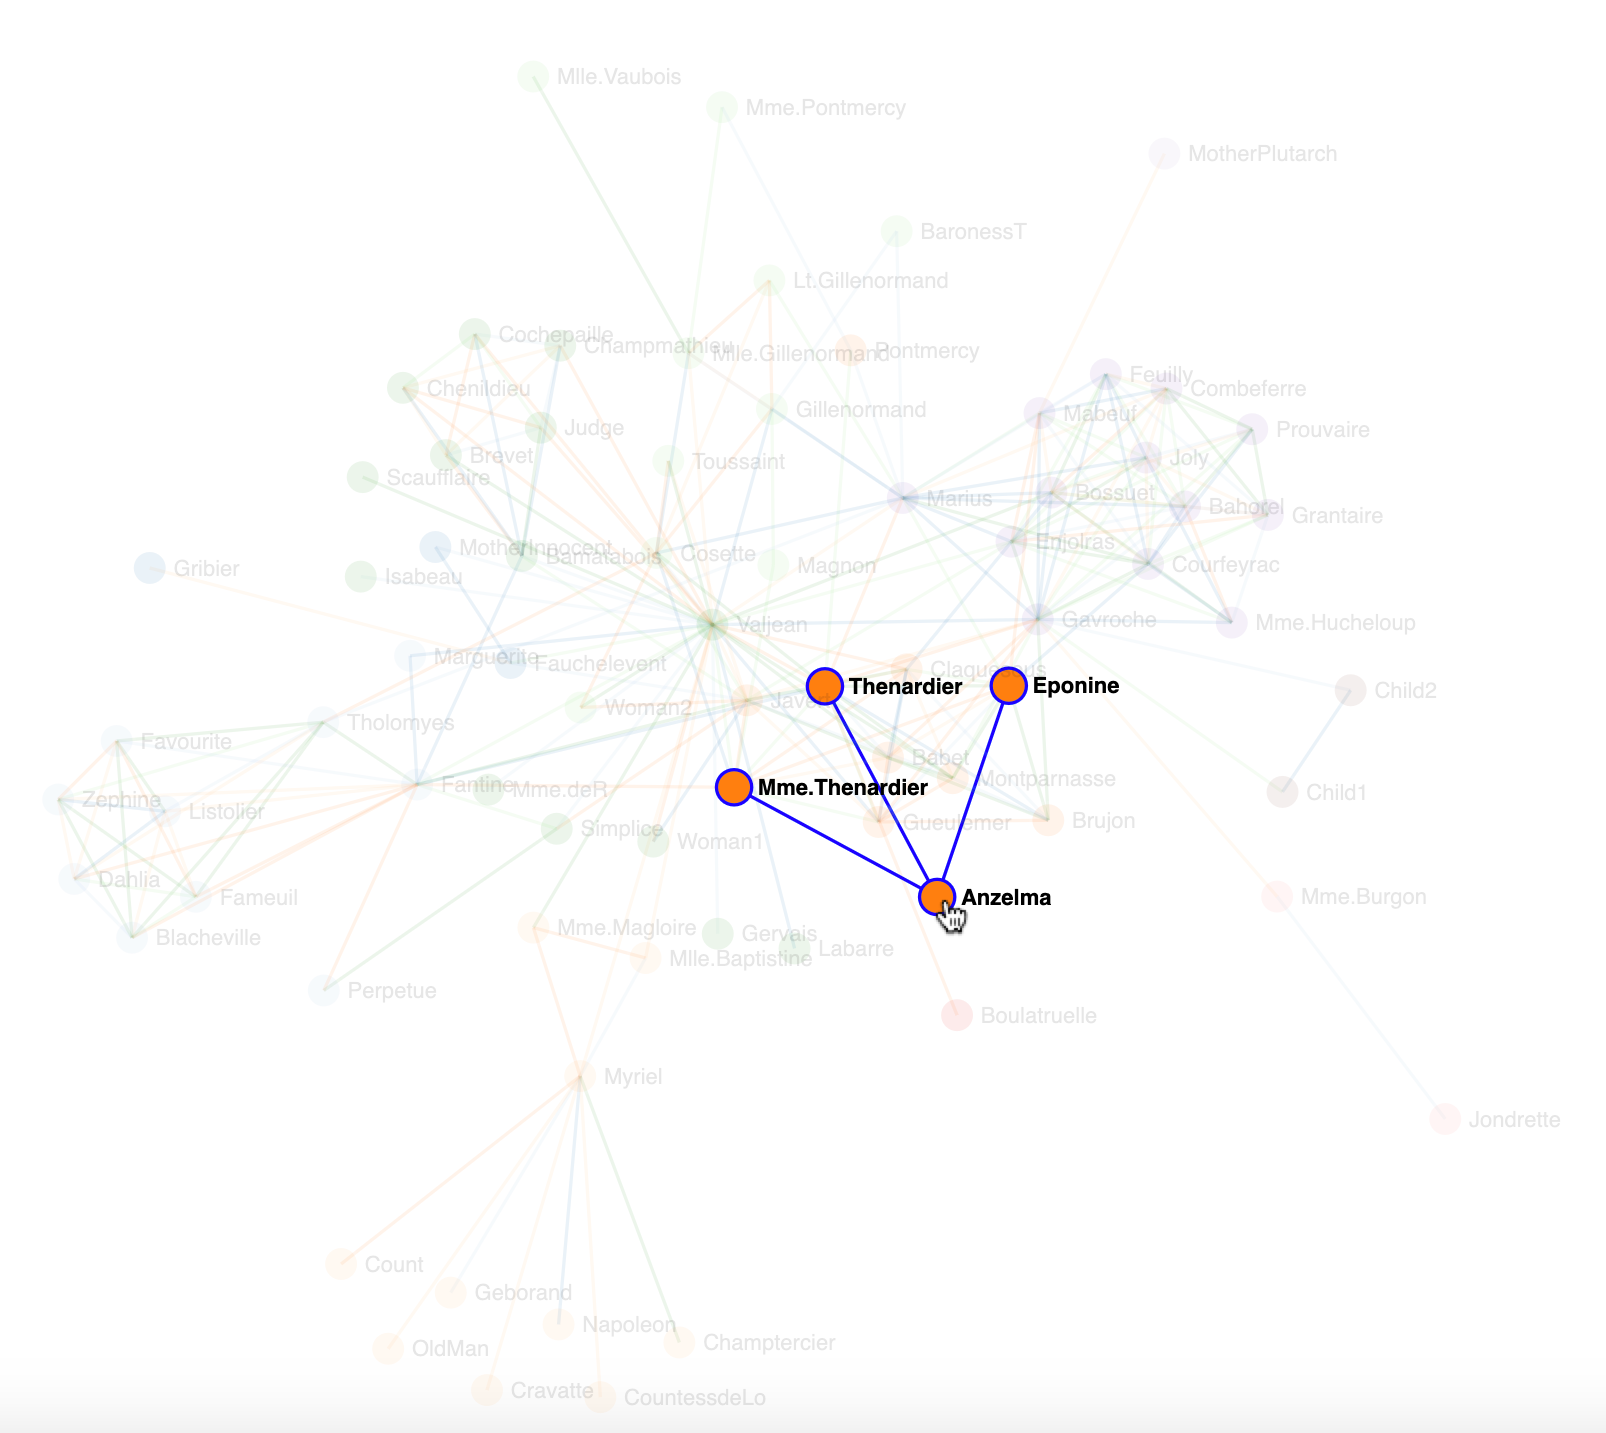 Mlle.Vaubois
Mme.Pontmercy
MotherPlutarch
BaronessT
Lt.Gillenormand
Cochepaille
Champmathieu
Mlle.Gillenormand
Pontmercy
Feuilly
Combeferre
Chenildieu
Gillenormand
Mabeuf
Judge
Prouvaire
Brevet
Toussaint
Joly
Scaufflaire
Marius
Bossuet
Bahorel
Grantaire
MotherInnocent
Bamatabois
Cosette
Enjolras
Gribier
Isabeau
Magnon
Courfeyrac
Valjean
Gavroche
Mme.Hucheloup
Marguerite
Fauchelevent
Claquesous
Thenardier
Eponine
Child2
Woman2
Javert
Tholomyes
Favourite
Babet
Montparnasse
Fantine
Mme.deR
Mme.Thenardier
Child1
Zephine
Listolier
Gueulemer
Brujon
Simplice
Woman1
Dahlia
Fameuil
Anzelma
Mme.Burgon
Blacheville
Mme.Magloire
Gervais
Labarre
Mlle.Baptistine
Perpetue
Boulatruelle
Myriel
Jondrette
Count
Geborand
Napoleon
Champtercier
OldMan
Cravatte
CountessdeLo